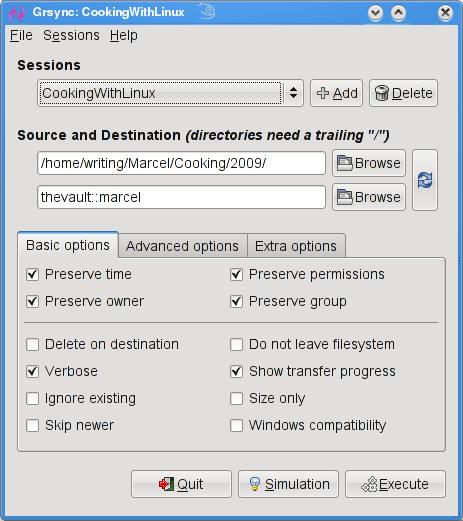 Grsync: CookingWithLinux
File Sessions Help
Sessions
CookingWithLinux Add Delete
Source and Destination (directories need a trailing "/")
/home/writing/Marcel/Cooking/2009/ Browse
thevault::marcel Browse
Basic options Advanced options Extra options
Preserve time Preserve permissions
Preserve owner Preserve group
Delete on destination Do not leave filesystem
Verbose Show transfer progress
Ignore existing Size only
Skip newer Windows compatibility
Quit Simulation Execute